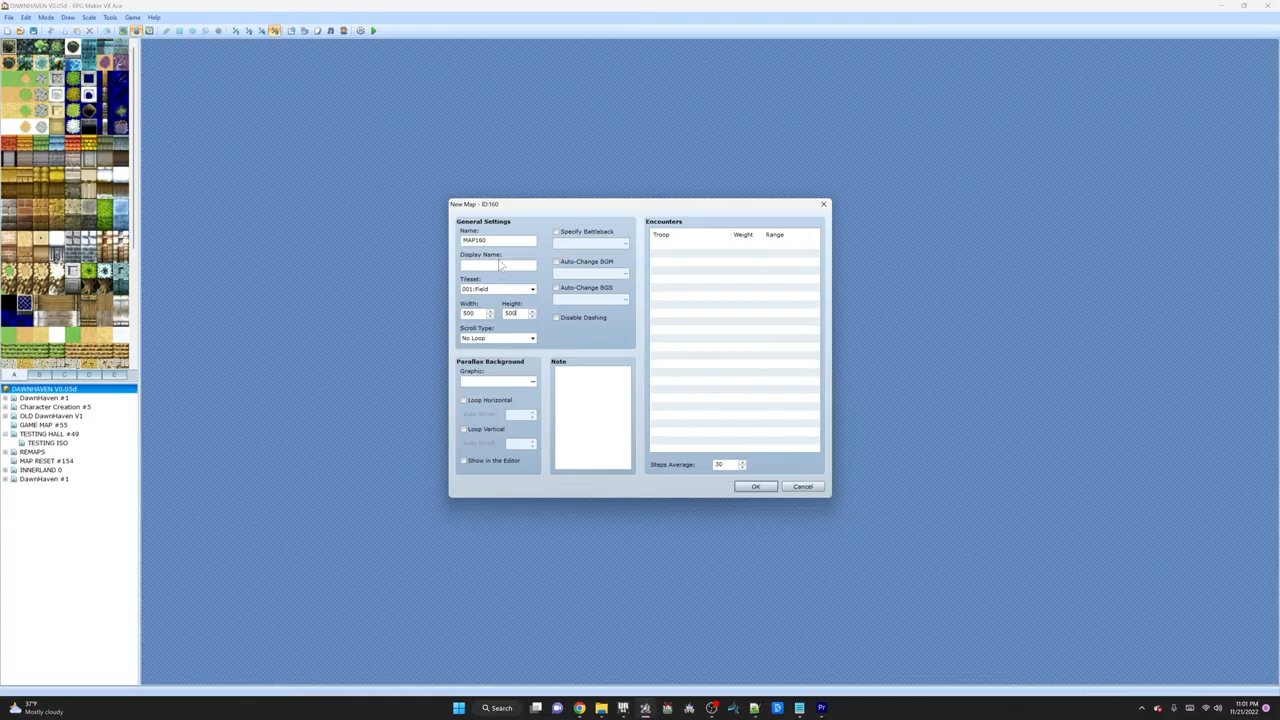 DAWNHAVEN V0.05d - RPG Maker VX Ace
File Edit Mode Draw Scale Tools Game Help
New Map - ID:160
General Settings
Name:
MAP160
Display Name:
Tileset:
001:Field
Width: Height:
500 500
Scroll Type:
No Loop
Specify Battleback
Auto-Change BGM
Auto-Change BGS
Disable Dashing
Parallax Background
Graphic:
Loop Horizontal
Auto Scroll:
Loop Vertical
Auto Scroll:
Show in the Editor
Note
Encounters
Troop Weight Range
Steps Average: 30
OK Cancel
A B C D E
DAWNHAVEN V0.05d
DawnHaven #1
Character Creation #5
OLD DawnHaven V1
GAME MAP #55
TESTING HALL #49
TESTING ISO
REMAPS
MAP RESET #154
INNERLAND 0
DawnHaven #1
37°F
Mostly cloudy
Search
11:01 PM
11/21/2022